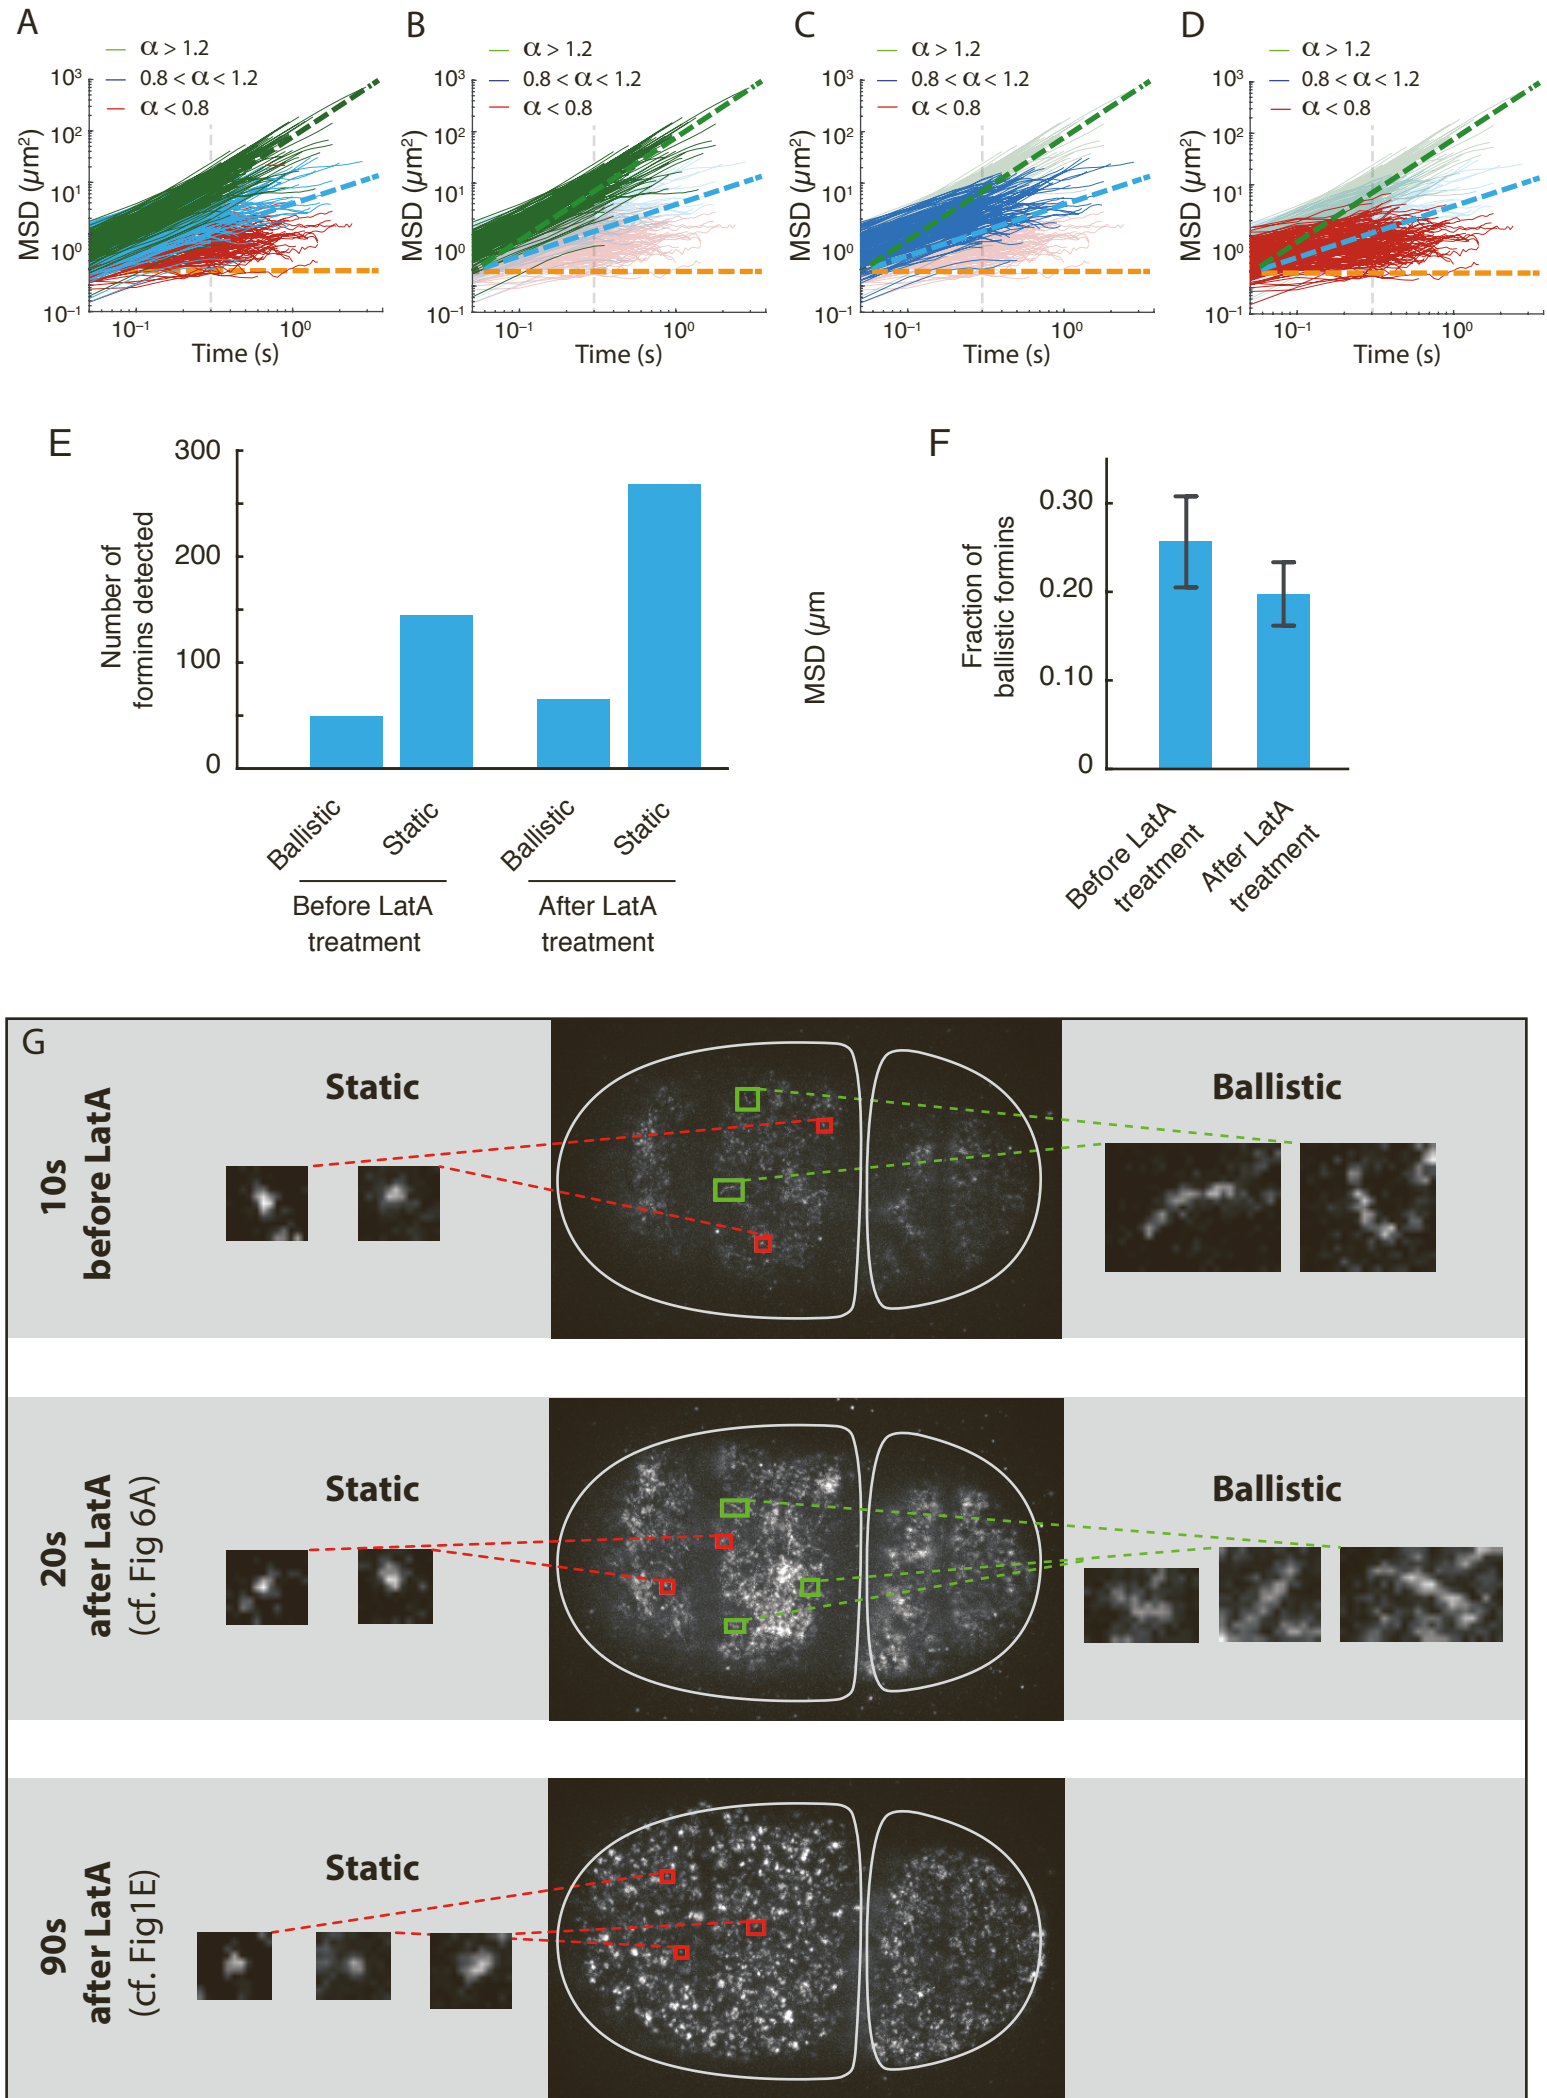 A
α > 1.2
0.8 < α < 1.2
α < 0.8
10³
10²
10¹
10⁰
10⁻¹
MSD (µm²)
10⁻¹
10⁰
Time (s)
B
α > 1.2
0.8 < α < 1.2
α < 0.8
10³
10²
10¹
10⁰
10⁻¹
MSD (µm²)
10⁻¹
10⁰
Time (s)
C
α > 1.2
0.8 < α < 1.2
α < 0.8
10³
10²
10¹
10⁰
10⁻¹
MSD (µm²)
10⁻¹
10⁰
Time (s)
D
α > 1.2
0.8 < α < 1.2
α < 0.8
10³
10²
10¹
10⁰
10⁻¹
MSD (µm²)
10⁻¹
10⁰
Time (s)
E
300
200
100
0
Number of
formins detected
Ballistic
Static
Ballistic
Static
Before LatA
treatment
After LatA
treatment
MSD (µm
F
0.30
0.20
0.10
0
Fraction of
ballistic formins
Before LatA
treatment
After LatA
treatment
G
10s
before LatA
Static
Ballistic
20s
after LatA
(cf. Fig 6A)
Static
Ballistic
90s
after LatA
(cf. Fig1E)
Static